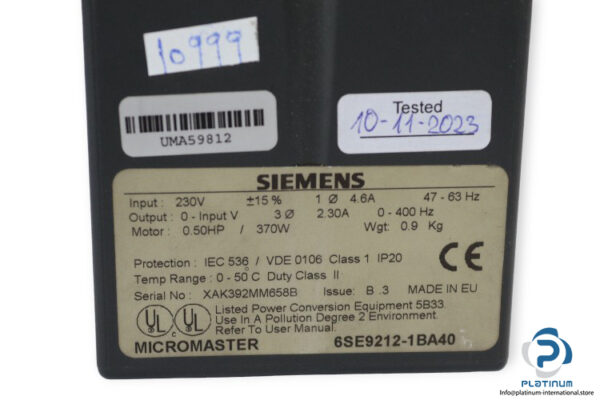 10999
UMA59812
Tested
10-11-2023
SIEMENS
Input : 230V ±15 % 1 Ø 4.6A 47 - 63 Hz
Output : 0 - Input V 3 Ø 2.30A 0 - 400 Hz
Motor : 0.50HP / 370W Wgt: 0.9 Kg
Protection : IEC 536 / VDE 0106 Class 1 IP20
Temp Range : 0 - 50°C Duty Class II
Serial No : XAK392MM658B Issue: B .3 MADE IN EU
CE
UL UL
Listed Power Conversion Equipment 5B33.
Use In A Pollution Degree 2 Environment.
Refer To User Manual.
MICROMASTER 6SE9212-1BA40
PLATINUM
INTERNATIONAL
Info@platinum-international.store